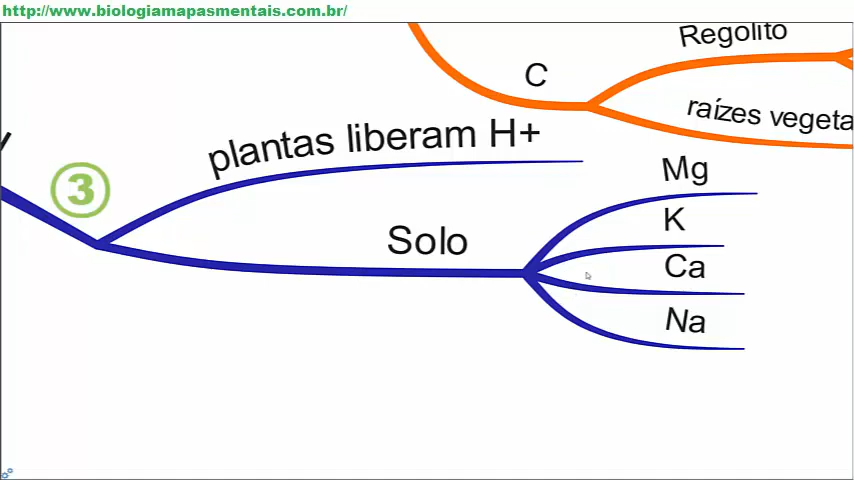 http://www.biologiamapasmentais.com.br/
Regolito
C
raízes vegeta
plantas liberam H+
3
Mg
K
Solo
Ca
Na